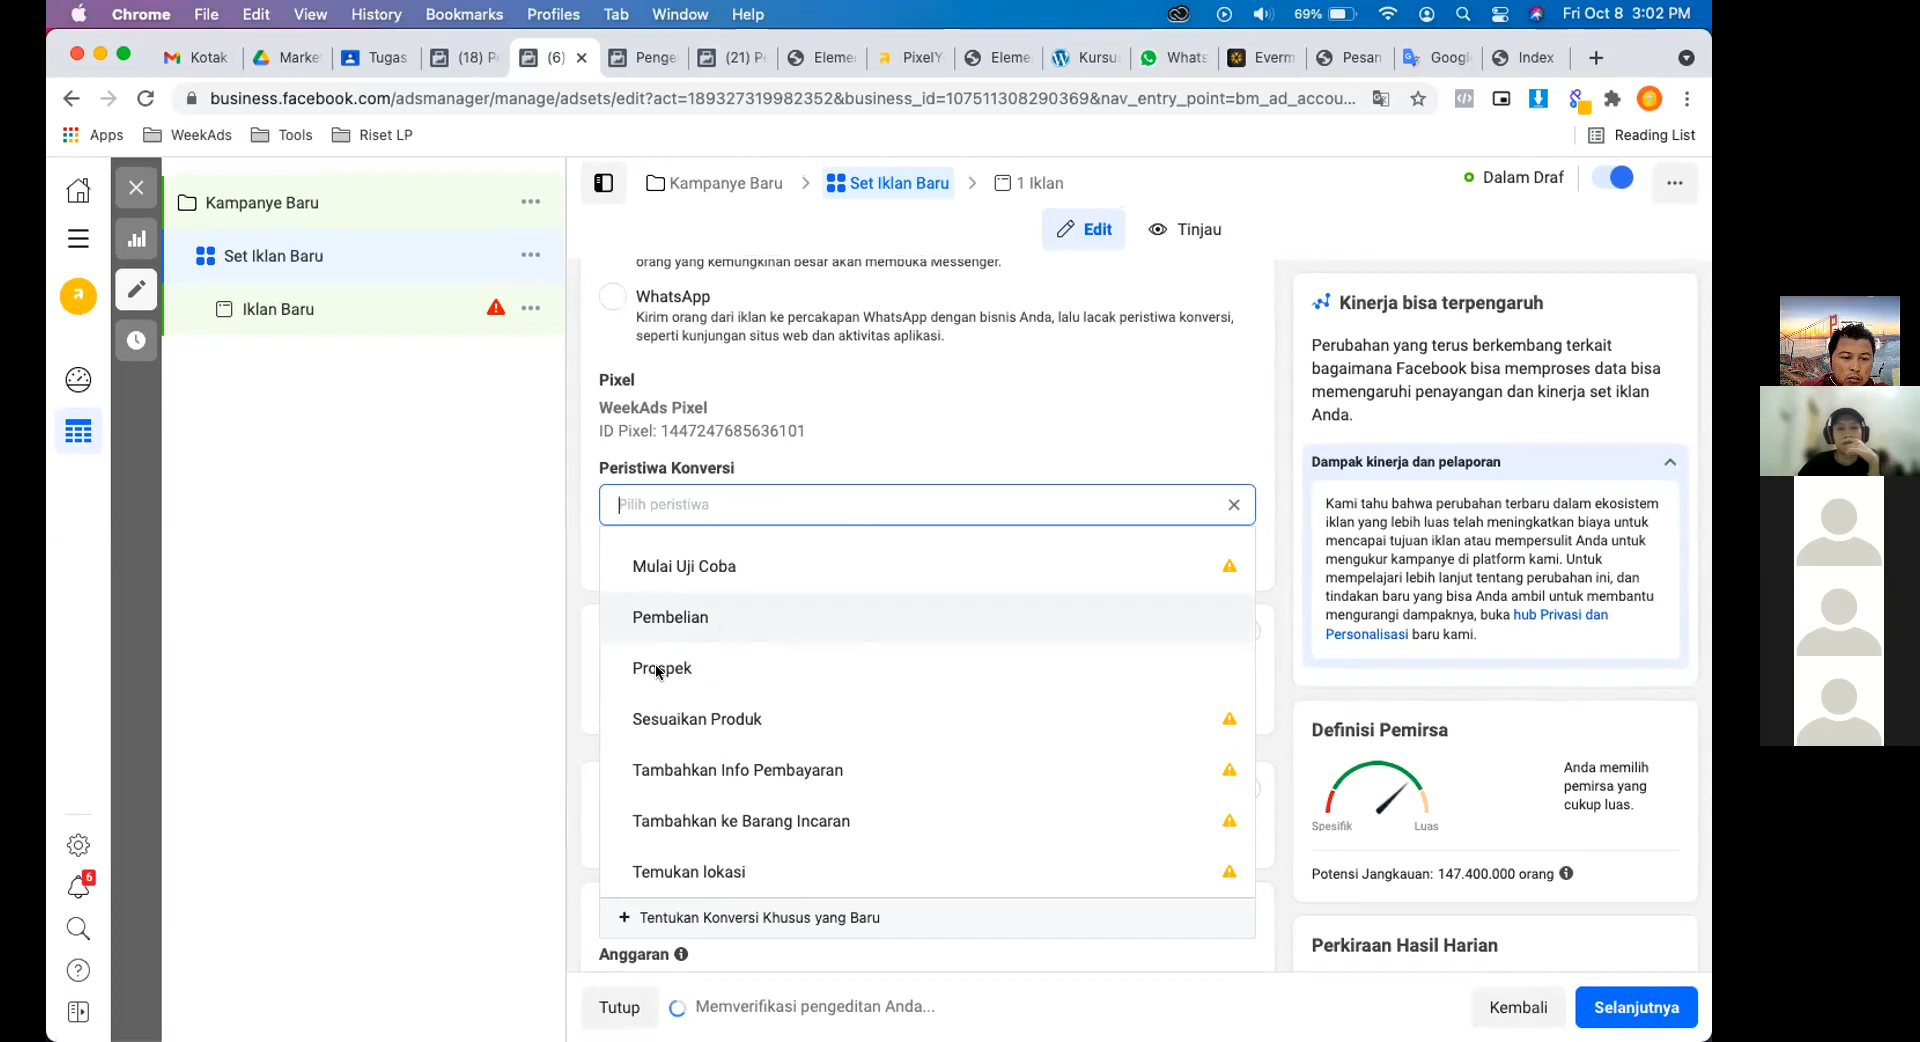 Chrome File Edit View History Bookmarks Profiles Tab Window Help 69% Fri Oct 8 3:02 PM
Kotak Marke Tugas (18) P (6) Penge (21) P Eleme PixelY Eleme Kursu Whats Everm Pesan Googl Index
business.facebook.com/adsmanager/manage/adsets/edit?act=189327319982352&business_id=107511308290369&nav_entry_point=bm_ad_accou...
Apps WeekAds Tools Riset LP Reading List
Kampanye Baru
Set Iklan Baru
Iklan Baru
6
Kampanye Baru Set Iklan Baru 1 Iklan
Dalam Draf
Edit Tinjau
orang yang kemungkinan besar akan membuka Messenger.
WhatsApp
Kirim orang dari iklan ke percakapan WhatsApp dengan bisnis Anda, lalu lacak peristiwa konversi,
seperti kunjungan situs web dan aktivitas aplikasi.
Pixel
WeekAds Pixel
ID Pixel: 1447247685636101
Peristiwa Konversi
Pilih peristiwa
Mulai Uji Coba
Pembelian
Prospek
Sesuaikan Produk
Tambahkan Info Pembayaran
Tambahkan ke Barang Incaran
Temukan lokasi
+ Tentukan Konversi Khusus yang Baru
Anggaran
Tutup Memverifikasi pengeditan Anda... Kembali Selanjutnya
Kinerja bisa terpengaruh
Perubahan yang terus berkembang terkait
bagaimana Facebook bisa memproses data bisa
memengaruhi penayangan dan kinerja set iklan
Anda.
Dampak kinerja dan pelaporan
Kami tahu bahwa perubahan terbaru dalam ekosistem
iklan yang lebih luas telah meningkatkan biaya untuk
mencapai tujuan iklan atau mempersulit Anda untuk
mengukur kampanye di platform kami. Untuk
mempelajari lebih lanjut tentang perubahan ini, dan
tindakan baru yang bisa Anda ambil untuk membantu
mengurangi dampaknya, buka hub Privasi dan
Personalisasi baru kami.
Definisi Pemirsa
Spesifik Luas
Anda memilih
pemirsa yang
cukup luas.
Potensi Jangkauan: 147.400.000 orang
Perkiraan Hasil Harian